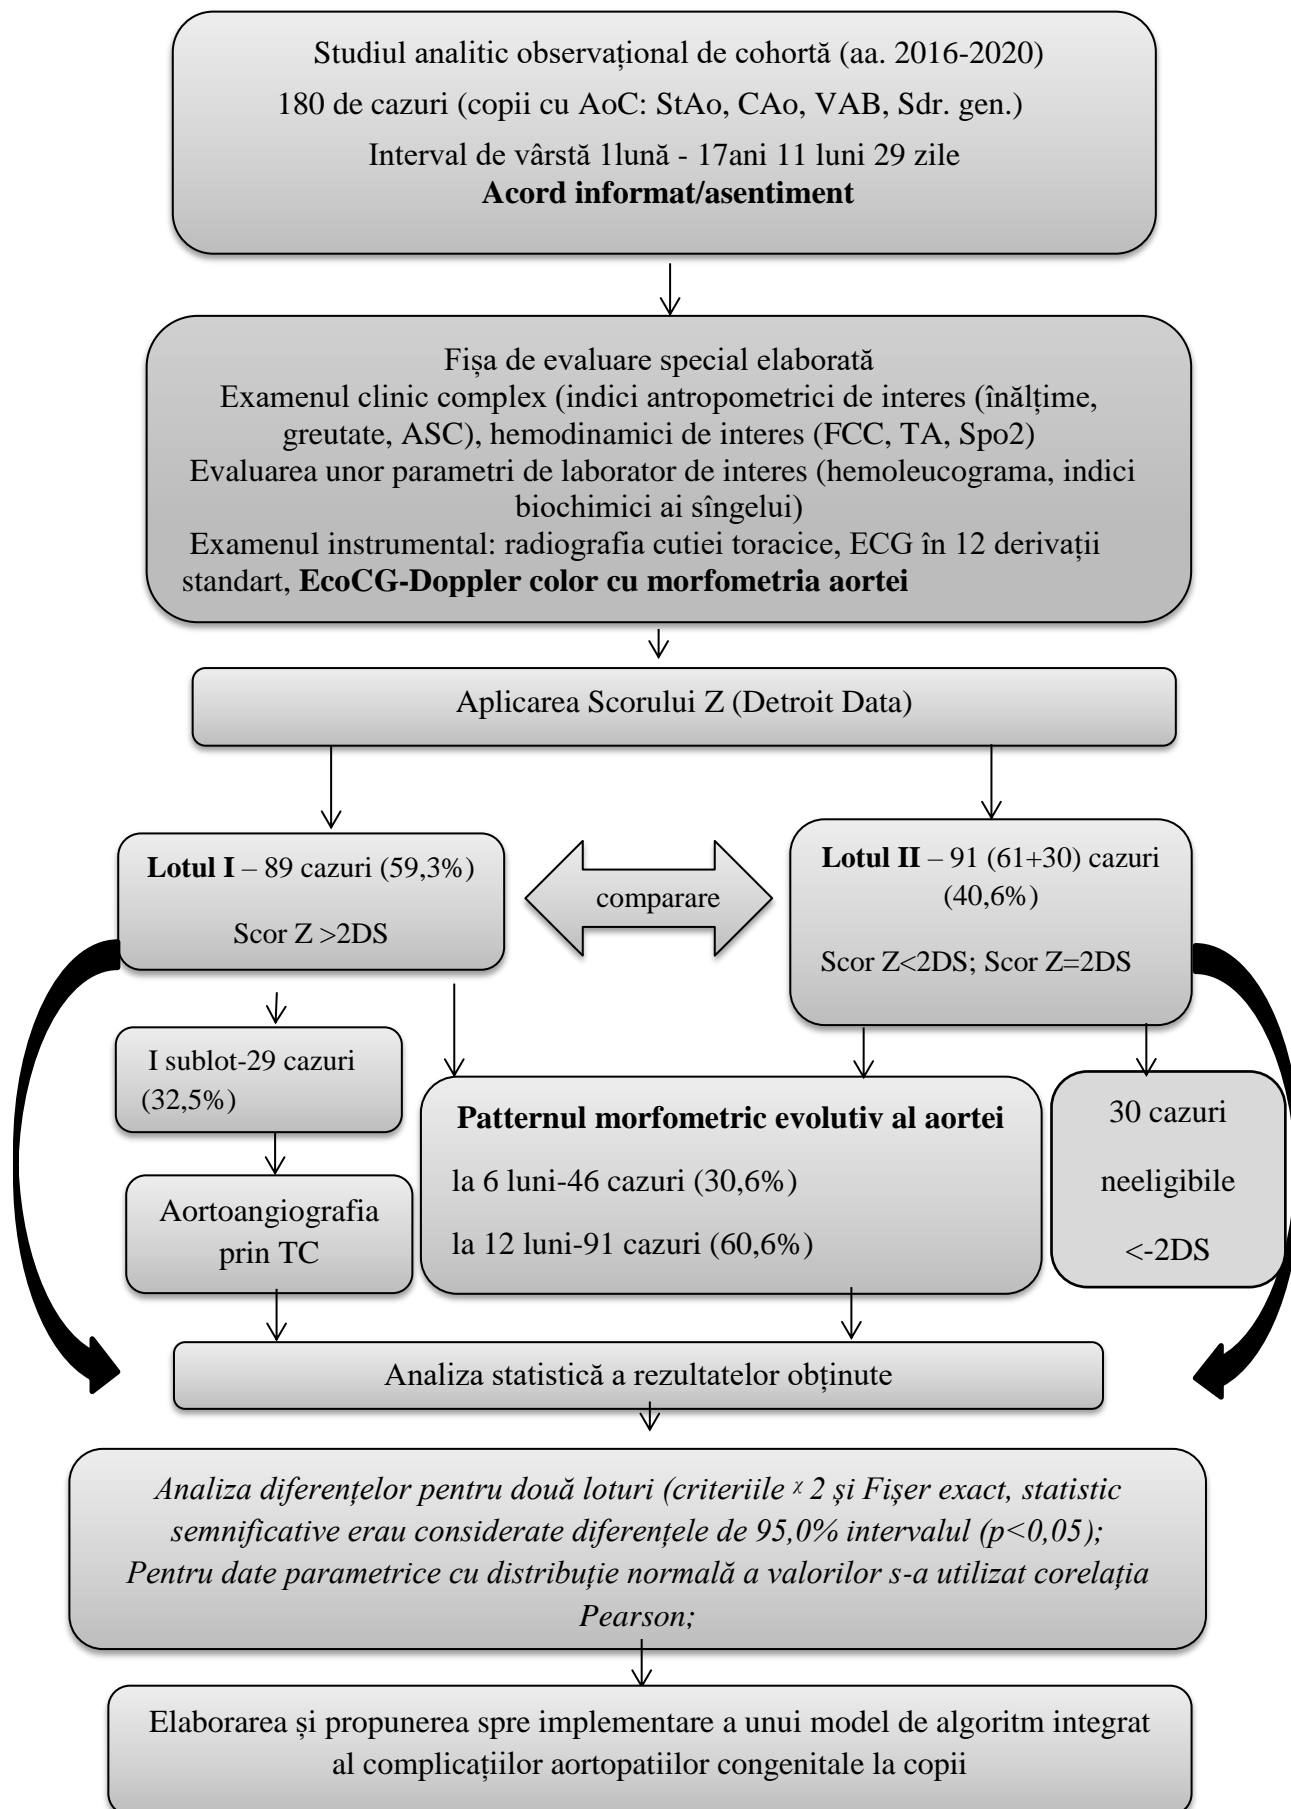 Studiul analitic observațional de cohortă (aa. 2016-2020)
180 de cazuri (copii cu AoC: StAo, CAo, VAB, Sdr. gen.)
Interval de vârstă 1lună - 17ani 11 luni 29 zile
Acord informat/asentiment
Fișa de evaluare special elaborată
Examenul clinic complex (indici antropometrici de interes (înălțime,
greutate, ASC), hemodinamici de interes (FCC, TA, Spo2)
Evaluarea unor parametri de laborator de interes (hemoleucograma, indici
biochimici ai sîngelui)
Examenul instrumental: radiografia cutiei toracice, ECG în 12 derivații
standart, EcoCG-Doppler color cu morfometria aortei
Aplicarea Scorului Z (Detroit Data)
Lotul I – 89 cazuri (59,3%)
Scor Z >2DS
comparare
Lotul II – 91 (61+30) cazuri
(40,6%)
Scor Z<2DS; Scor Z=2DS
I sublot-29 cazuri
(32,5%)
Aortoangiografia
prin TC
Patternul morfometric evolutiv al aortei
la 6 luni-46 cazuri (30,6%)
la 12 luni-91 cazuri (60,6%)
30 cazuri
neeligibile
<-2DS
Analiza statistică a rezultatelor obținute
Analiza diferențelor pentru două loturi (criteriile ᵡ 2 și Fișer exact, statistic
semnificative erau considerate diferențele de 95,0% intervalul (p<0,05);
Pentru date parametrice cu distribuție normală a valorilor s-a utilizat corelația
Pearson;
Elaborarea și propunerea spre implementare a unui model de algoritm integrat
al complicațiilor aortopatiilor congenitale la copii